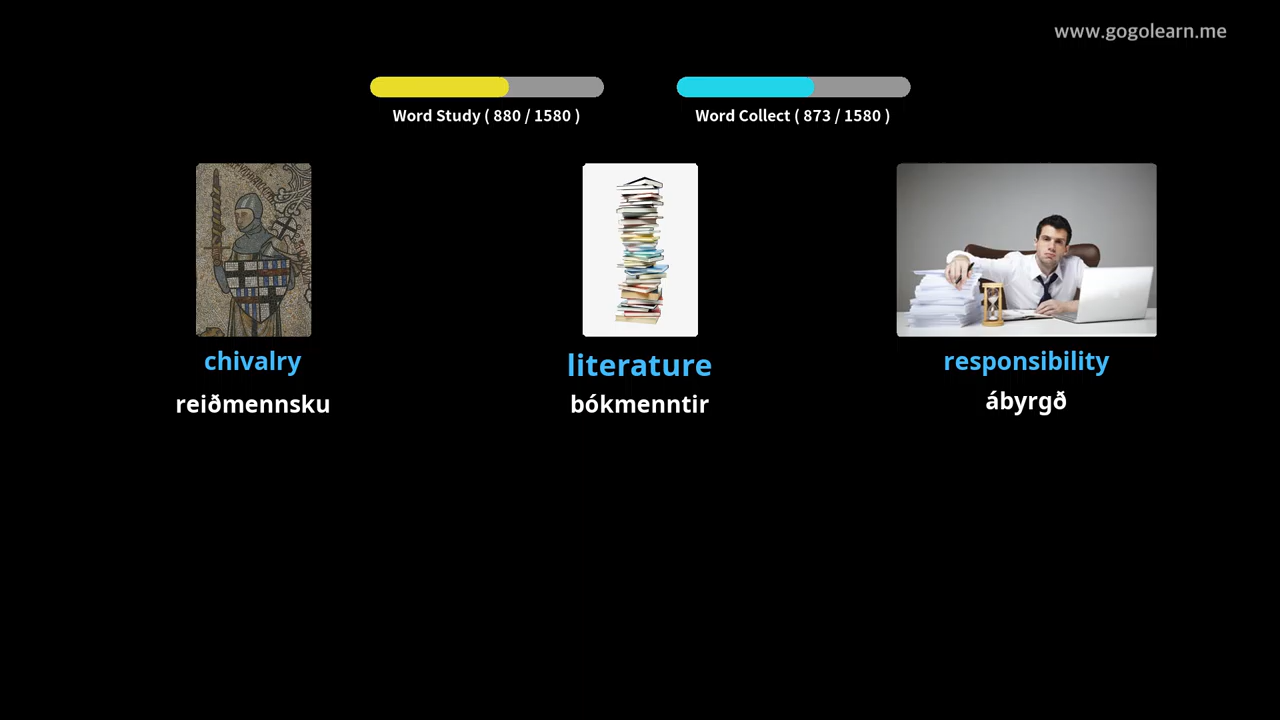 www.gogolearn.me
Word Study ( 880 / 1580 )
Word Collect ( 873 / 1580 )
chivalry
literature
responsibility
reiðmennsku
bókmenntir
ábyrgð